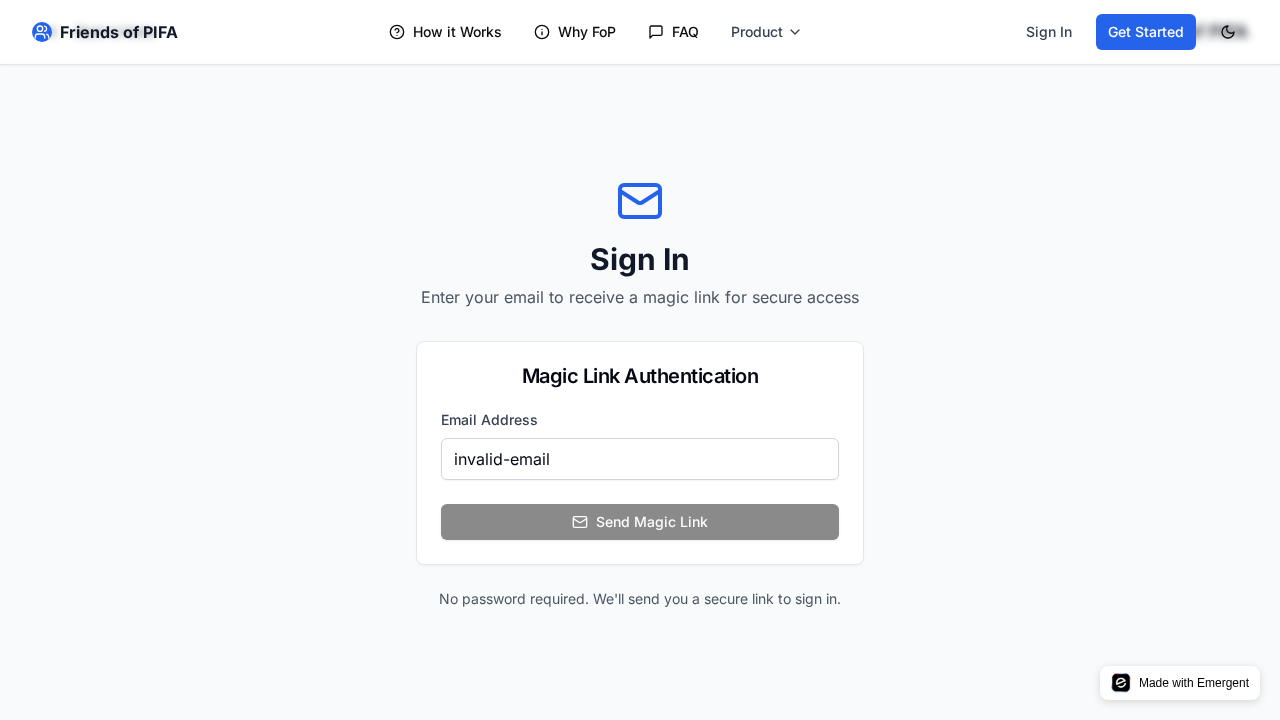 Friends of PIFA
How it Works
Why FoP
FAQ
Product
Sign In
Get Started
Sign In
Enter your email to receive a magic link for secure access
Magic Link Authentication
Email Address
invalid-email
Send Magic Link
No password required. We'll send you a secure link to sign in.
Made with Emergent